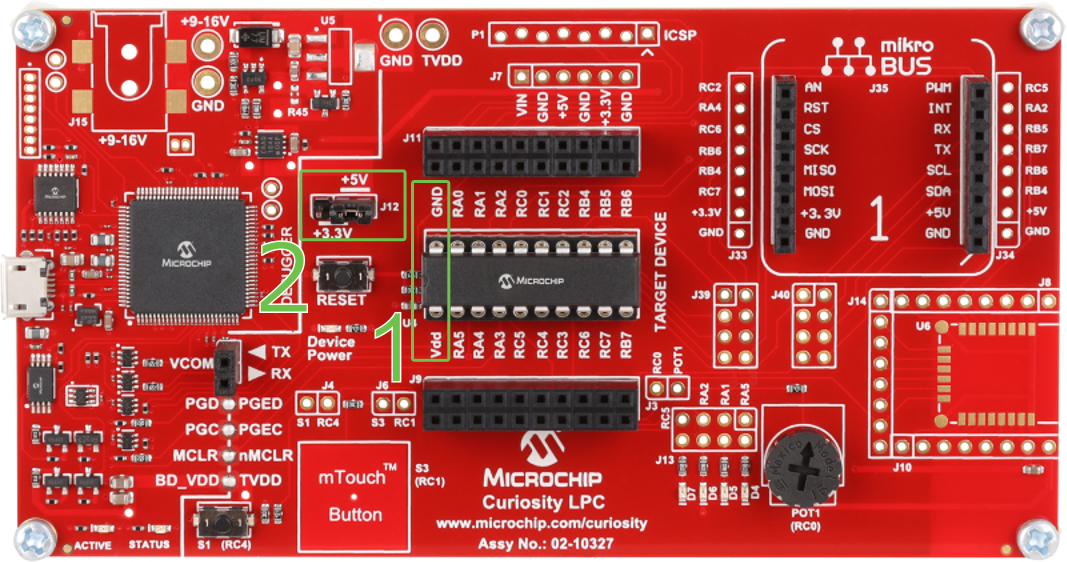 +9-16V
U5
GND
TVDD
P1
ICSP
mikro
BUS
J35
J7
VIN
GND
+5V
GND
+3.3V
GND
GND
R45
J15
+9-16V
RC2
RA4
RC6
RB6
RB4
RC7
+3.3V
GND
J33
AN
RST
CS
SCK
MISO
MOSI
+3.3V
GND
PWM
INT
RX
TX
SCL
SDA
+5V
GND
1
RC5
RA2
RB5
RB7
RB6
RB4
+5V
GND
J34
J11
GND
RA0
RA1
RA2
RC0
RC1
RC2
RB4
RB5
RB6
+5V
J12
+3.3V
2
DEBUGGER
MICROCHIP
RESET
MICROCHIP
TARGET DEVICE
U4
1
Vdd
RA5
RA4
RA3
RC5
RC4
RC3
RC6
RC7
RB7
Device
Power
VCOM
TX
RX
J39
J40
J14
J8
U6
J10
J4
S1
RC4
J6
S3
RC1
J9
RC0
POT1
J3
RC5
RA2
RA1
RA5
J13
D7
D6
D5
D4
PGD
PGED
PGC
PGEC
MCLR
nMCLR
BD_VDD
TVDD
mTouch™
Button
S3
(RC1)
MICROCHIP
Curiosity LPC
www.microchip.com/curiosity
Assy No.: 02-10327
POT1
(RC0)
ACTIVE
STATUS
S1
(RC4)